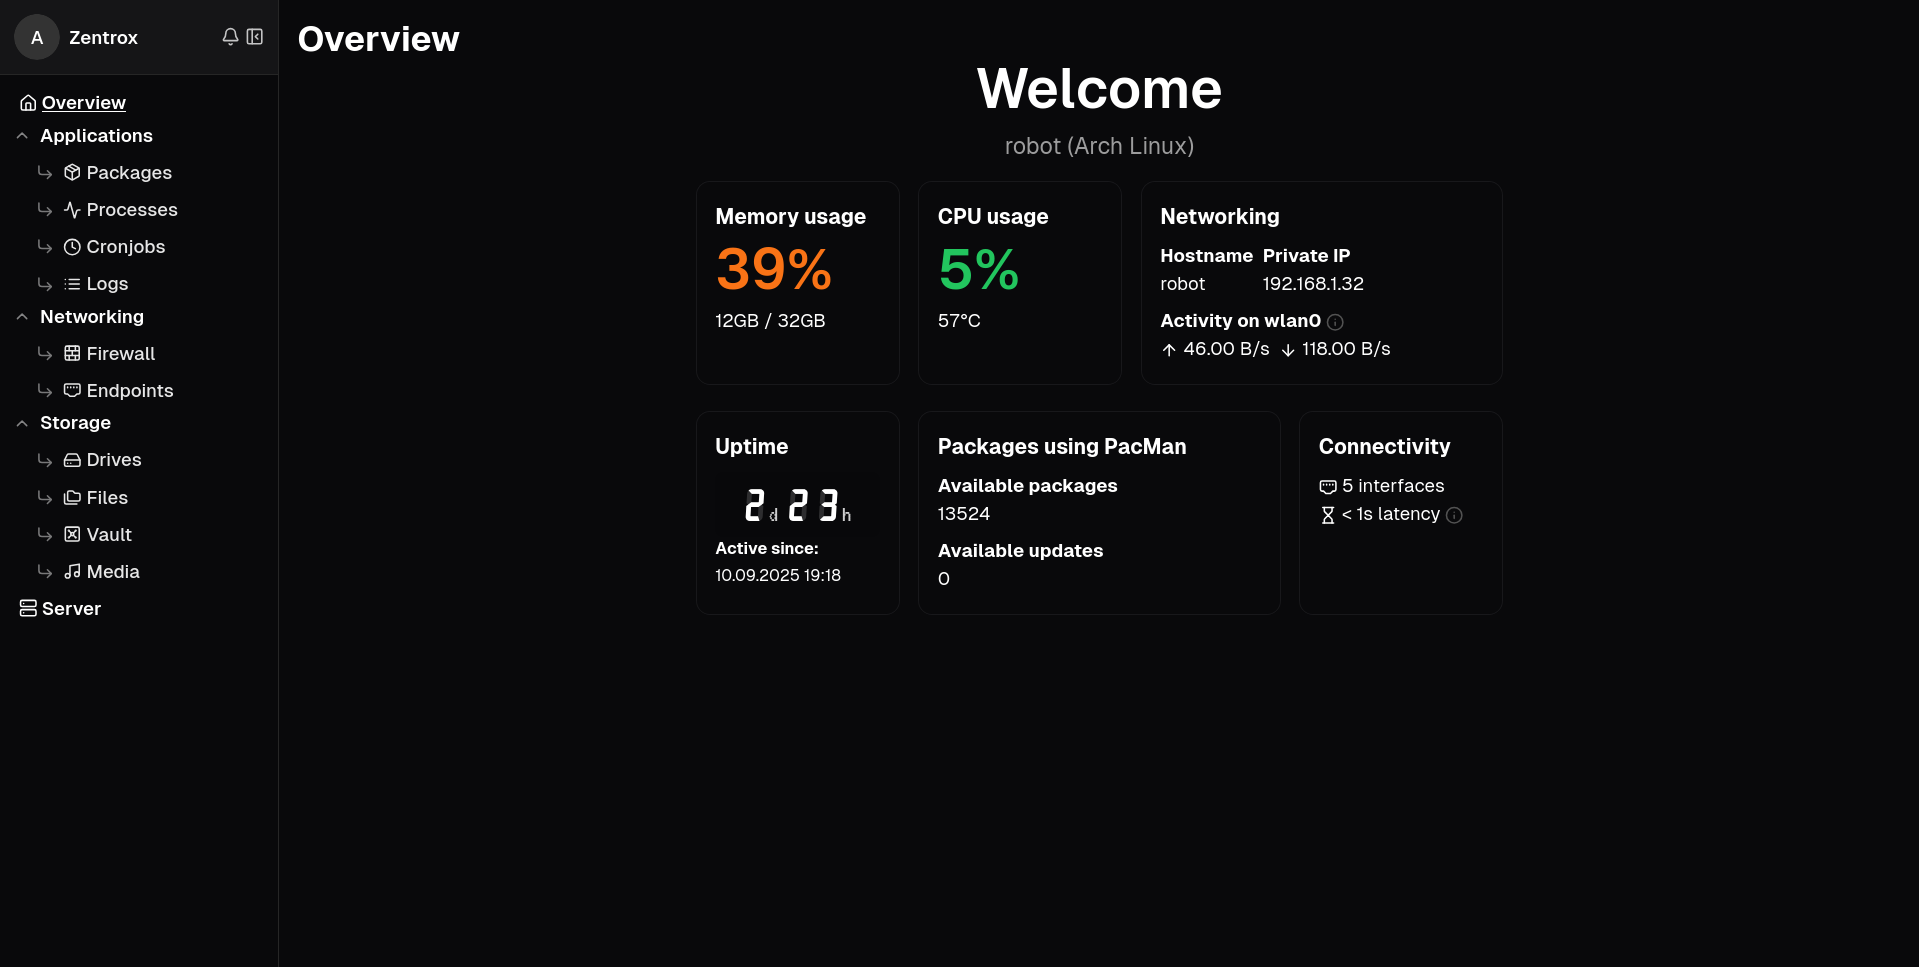 A Zentrox
Overview
Applications
Packages
Processes
Cronjobs
Logs
Networking
Firewall
Endpoints
Storage
Drives
Files
Vault
Media
Server
Overview
Welcome
robot (Arch Linux)
Memory usage
39%
12GB / 32GB
CPU usage
5%
57°C
Networking
Hostname Private IP
robot 192.168.1.32
Activity on wlan0
46.00 B/s 118.00 B/s
Uptime
2 d 23 h
Active since:
10.09.2025 19:18
Packages using PacMan
Available packages
13524
Available updates
0
Connectivity
5 interfaces
< 1s latency